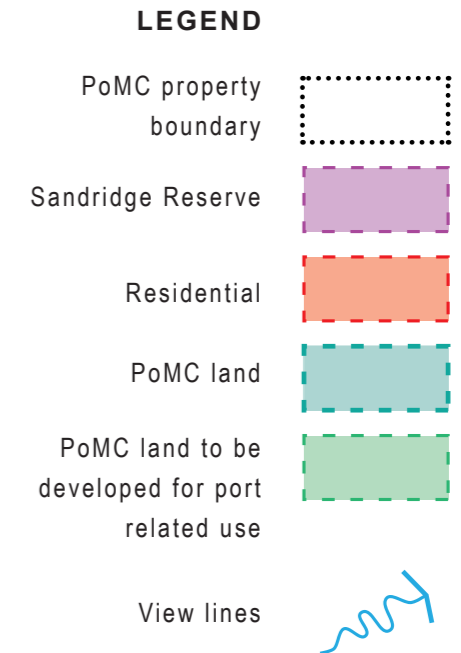 LEGEND
PoMC property
boundary
Sandridge Reserve
Residential
PoMC land
PoMC land to be
developed for port
related use
View lines